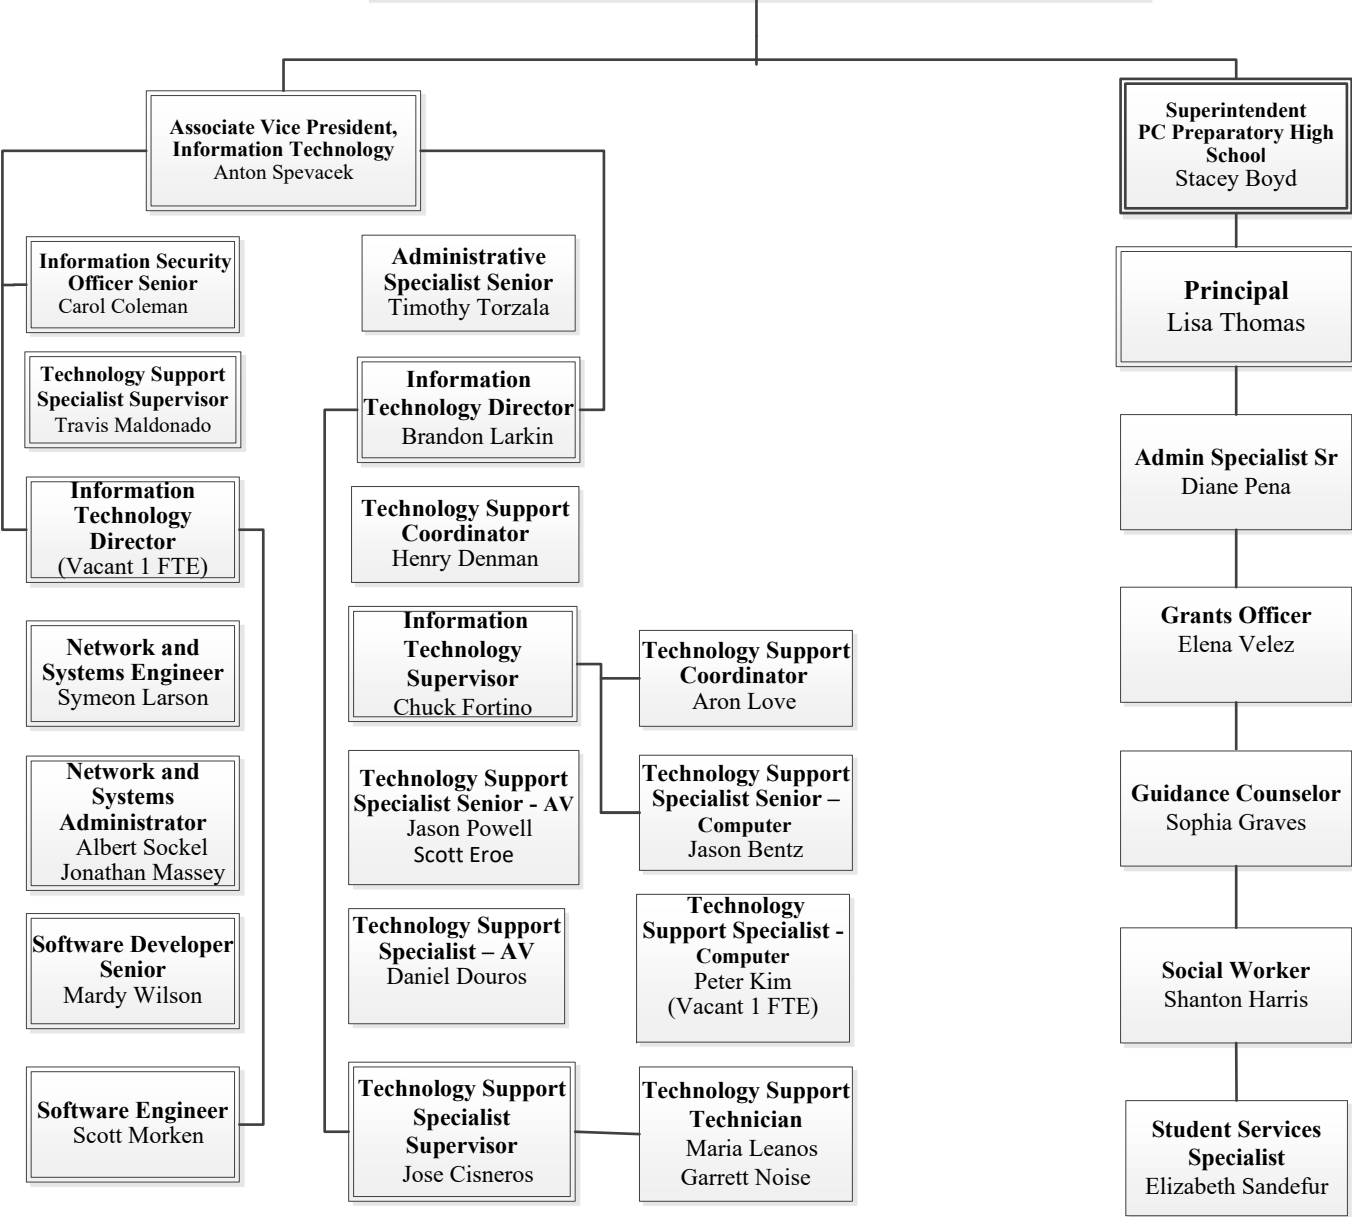 Associate Vice President,
Information Technology
Anton Spevacek
Information Security
Officer Senior
Carol Coleman
Technology Support
Specialist Supervisor
Travis Maldonado
Information
Technology
Director
(Vacant 1 FTE)
Network and
Systems Engineer
Symeon Larson
Network and
Systems
Administrator
Albert Sockel
Jonathan Massey
Software Developer
Senior
Mardy Wilson
Software Engineer
Scott Morken
Administrative
Specialist Senior
Timothy Torzala
Information
Technology Director
Brandon Larkin
Technology Support
Coordinator
Henry Denman
Information
Technology
Supervisor
Chuck Fortino
Technology Support
Specialist Senior - AV
Jason Powell
Scott Eroe
Technology Support
Specialist – AV
Daniel Douros
Technology Support
Specialist
Supervisor
Jose Cisneros
Technology Support
Coordinator
Aron Love
Technology Support
Specialist Senior –
Computer
Jason Bentz
Technology
Support Specialist -
Computer
Peter Kim
(Vacant 1 FTE)
Technology Support
Technician
Maria Leanos
Garrett Noise
Superintendent
PC Preparatory High
School
Stacey Boyd
Principal
Lisa Thomas
Admin Specialist Sr
Diane Pena
Grants Officer
Elena Velez
Guidance Counselor
Sophia Graves
Social Worker
Shanton Harris
Student Services
Specialist
Elizabeth Sandefur